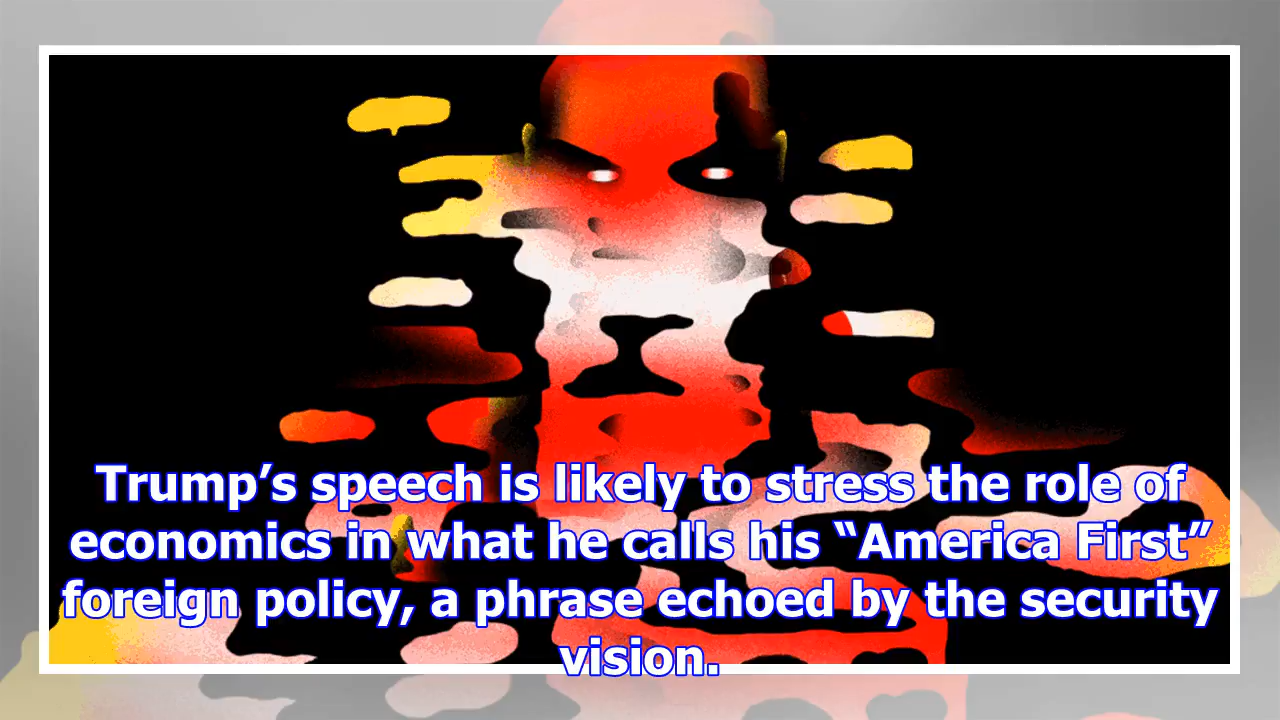 Trump’s speech is likely to stress the role of
economics in what he calls his “America First”
foreign policy, a phrase echoed by the security
vision.